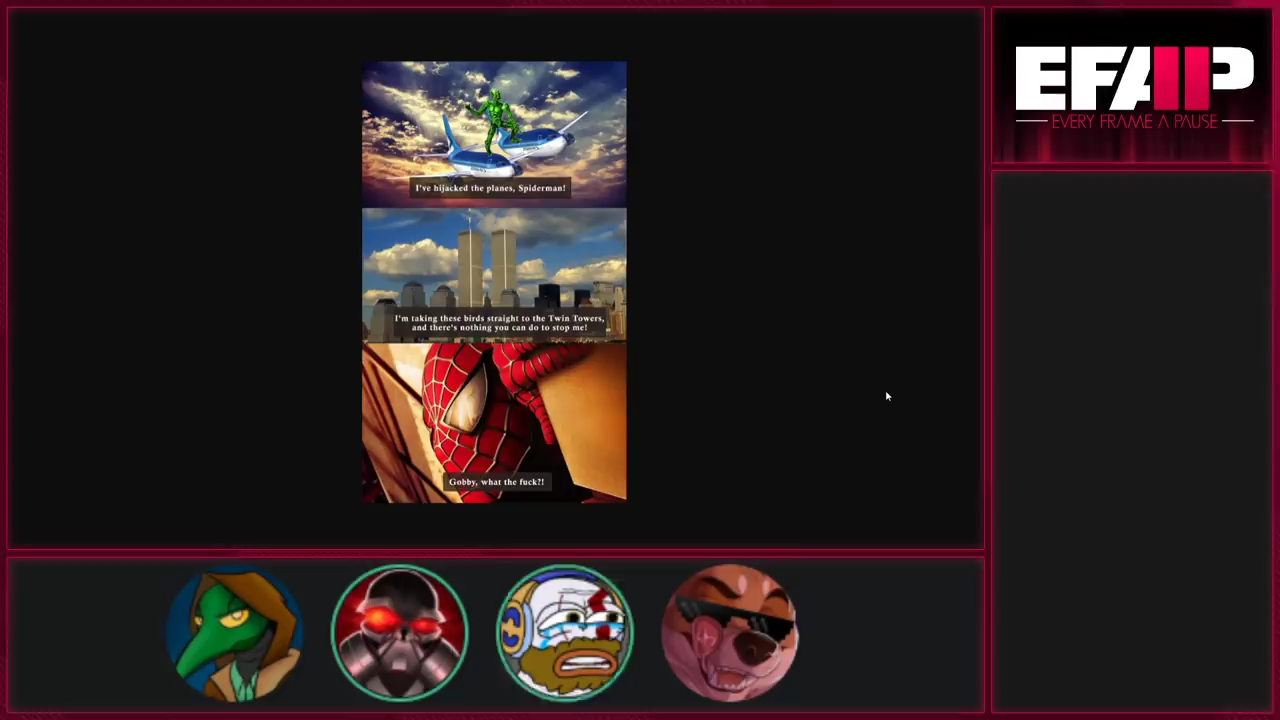 I've hijacked the planes, Spiderman!
I'm taking these birds straight to the Twin Towers,
and there's nothing you can do to stop me!
Gobby, what the fuck?!
EFAP
EVERY FRAME A PAUSE